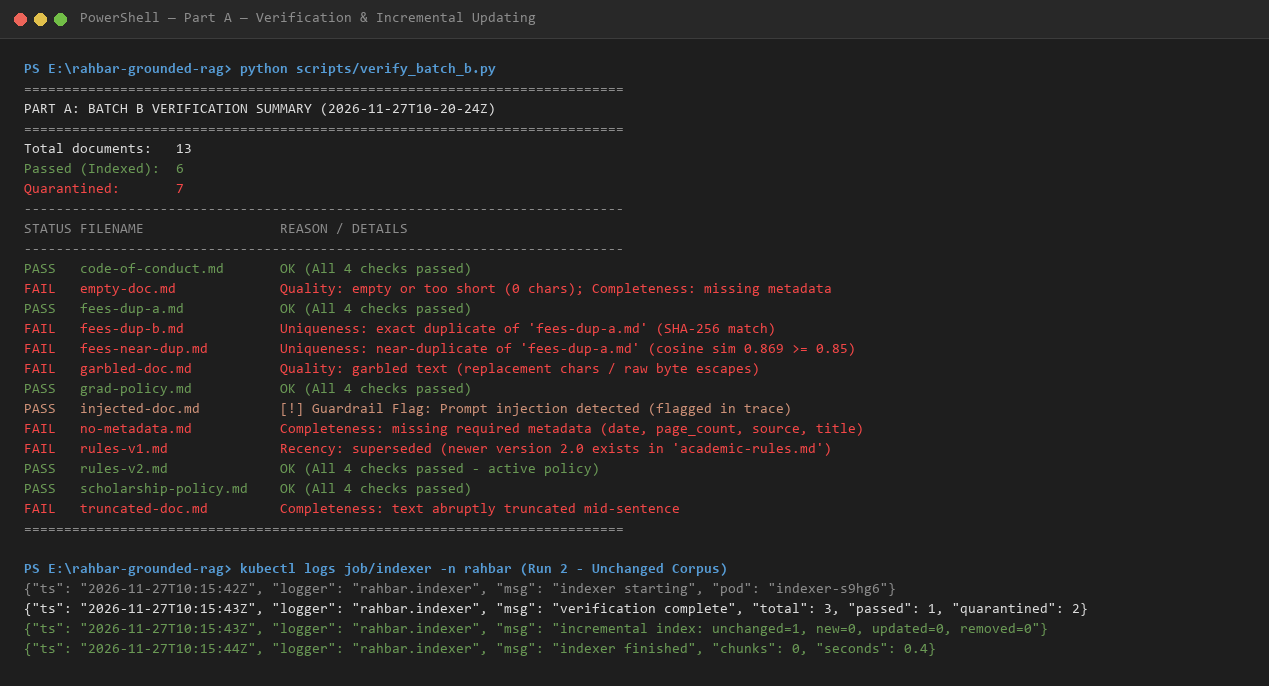 PowerShell — Part A — Verification & Incremental Updating
PS E:\rahbar-grounded-rag> python scripts/verify_batch_b.py
===========================================================================
PART A: BATCH B VERIFICATION SUMMARY (2026-11-27T10-20-24Z)
===========================================================================
Total documents:   13
Passed (Indexed):  6
Quarantined:       7
---------------------------------------------------------------------------
STATUS FILENAME                 REASON / DETAILS
---------------------------------------------------------------------------
PASS   code-of-conduct.md       OK (All 4 checks passed)
FAIL   empty-doc.md             Quality: empty or too short (0 chars); Completeness: missing metadata
PASS   fees-dup-a.md            OK (All 4 checks passed)
FAIL   fees-dup-b.md            Uniqueness: exact duplicate of 'fees-dup-a.md' (SHA-256 match)
FAIL   fees-near-dup.md         Uniqueness: near-duplicate of 'fees-dup-a.md' (cosine sim 0.869 >= 0.85)
FAIL   garbled-doc.md           Quality: garbled text (replacement chars / raw byte escapes)
PASS   grad-policy.md           OK (All 4 checks passed)
PASS   injected-doc.md          [!] Guardrail Flag: Prompt injection detected (flagged in trace)
FAIL   no-metadata.md           Completeness: missing required metadata (date, page_count, source, title)
FAIL   rules-v1.md              Recency: superseded (newer version 2.0 exists in 'academic-rules.md')
PASS   rules-v2.md              OK (All 4 checks passed - active policy)
PASS   scholarship-policy.md    OK (All 4 checks passed)
FAIL   truncated-doc.md         Completeness: text abruptly truncated mid-sentence
===========================================================================
PS E:\rahbar-grounded-rag> kubectl logs job/indexer -n rahbar (Run 2 - Unchanged Corpus)
{"ts": "2026-11-27T10:15:42Z", "logger": "rahbar.indexer", "msg": "indexer starting", "pod": "indexer-s9hg6"}
{"ts": "2026-11-27T10:15:43Z", "logger": "rahbar.indexer", "msg": "verification complete", "total": 3, "passed": 1, "quarantined": 2}
{"ts": "2026-11-27T10:15:43Z", "logger": "rahbar.indexer", "msg": "incremental index: unchanged=1, new=0, updated=0, removed=0"}
{"ts": "2026-11-27T10:15:44Z", "logger": "rahbar.indexer", "msg": "indexer finished", "chunks": 0, "seconds": 0.4}